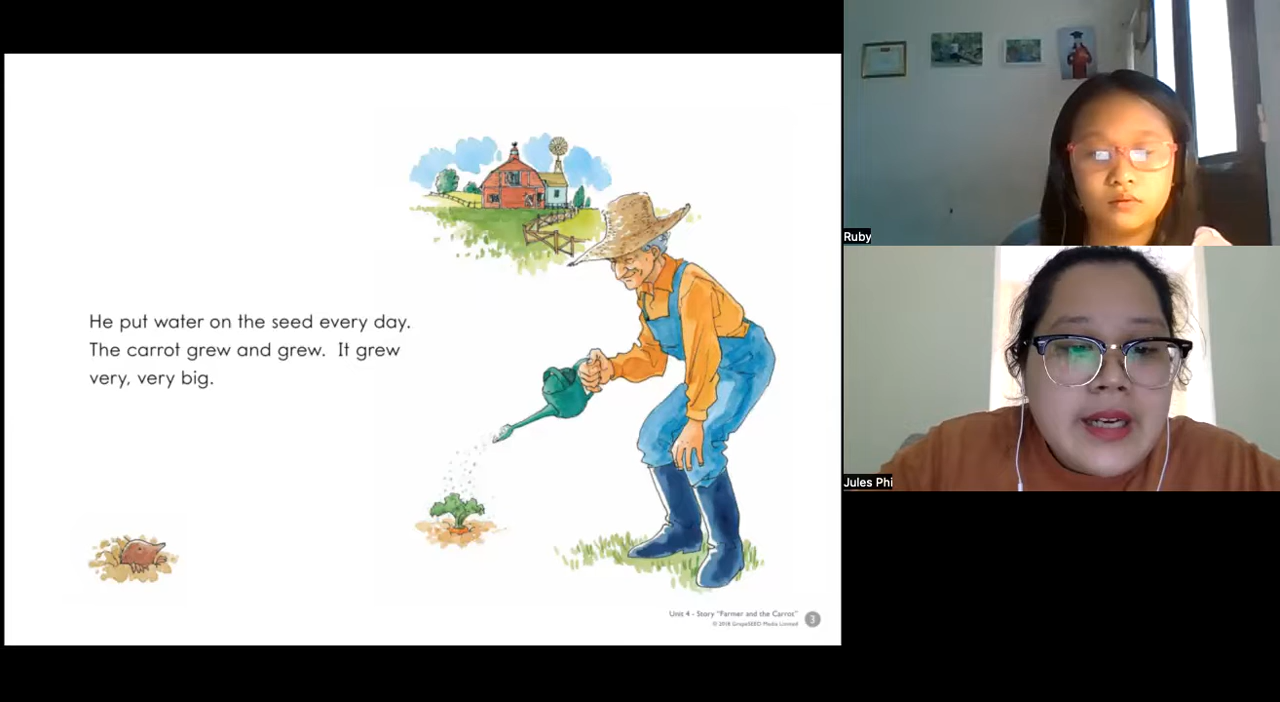 He put water on the seed every day.
The carrot grew and grew. It grew
very, very big.
Unit 4 - Story "Farmer and the Carrot"
© 2018 GrapeSEED Media Limited
3
Ruby
Jules Phi